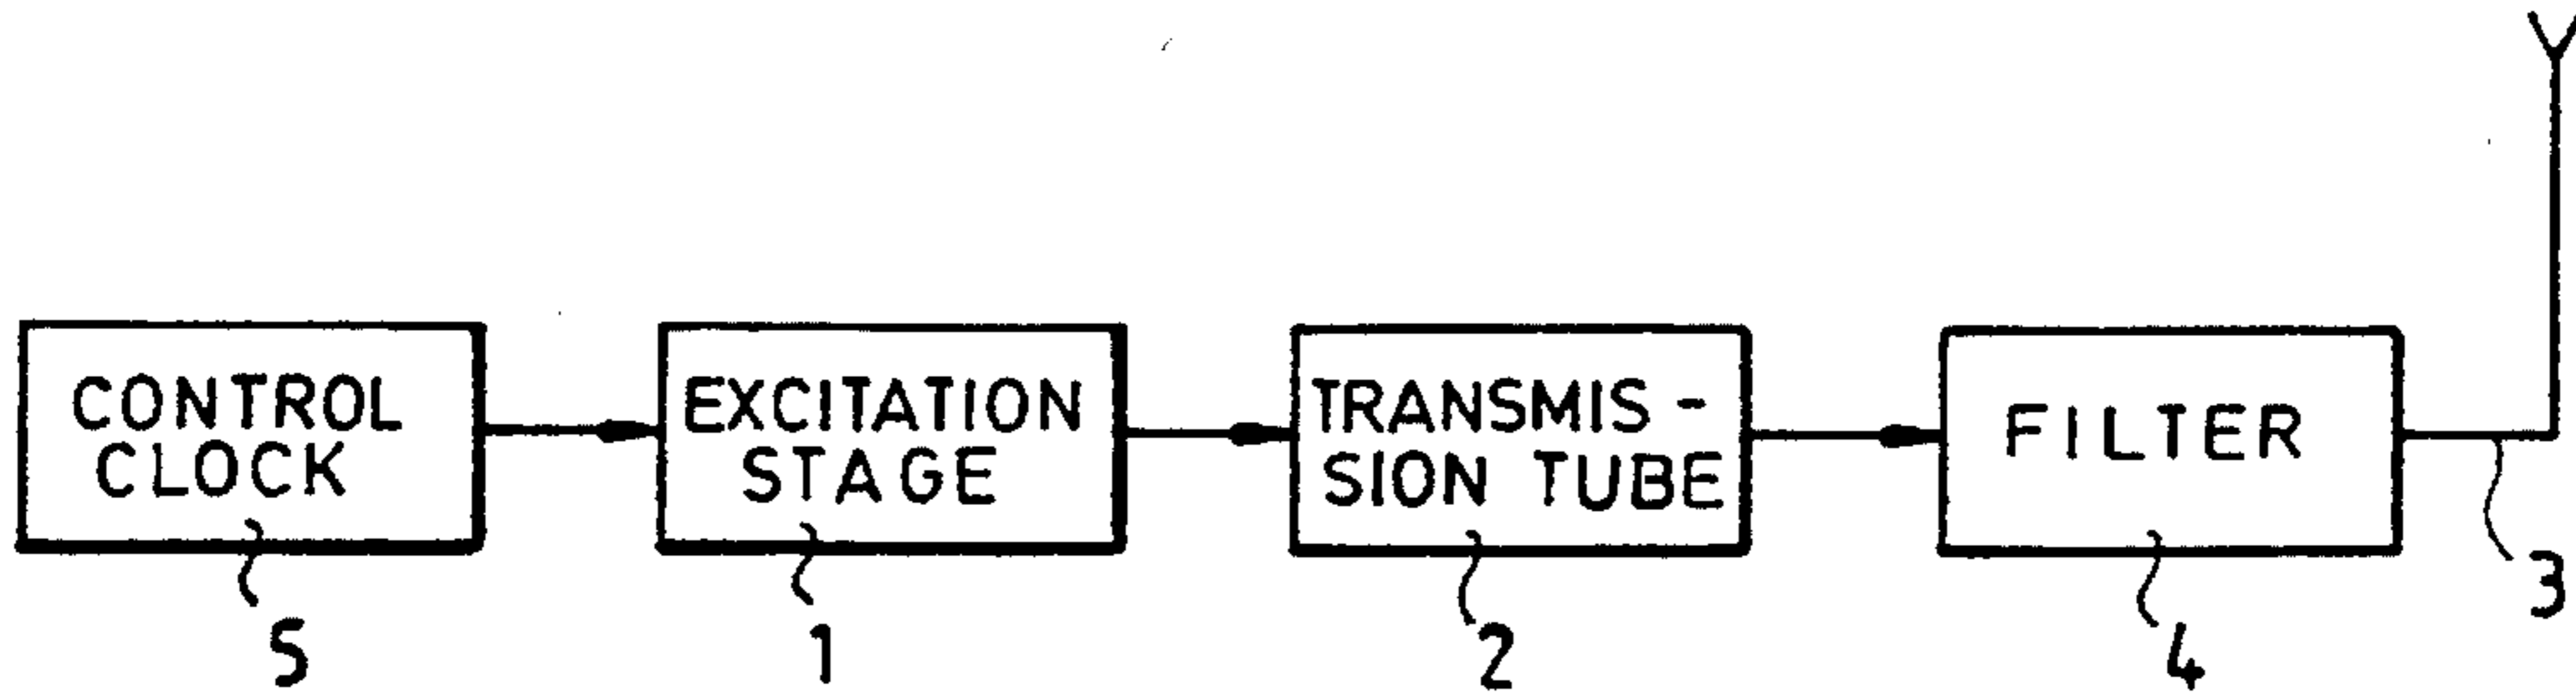 CONTROL
CLOCK
EXCITATION
STAGE
TRANSMIS -
SION TUBE
FILTER
5
1
2
4
3